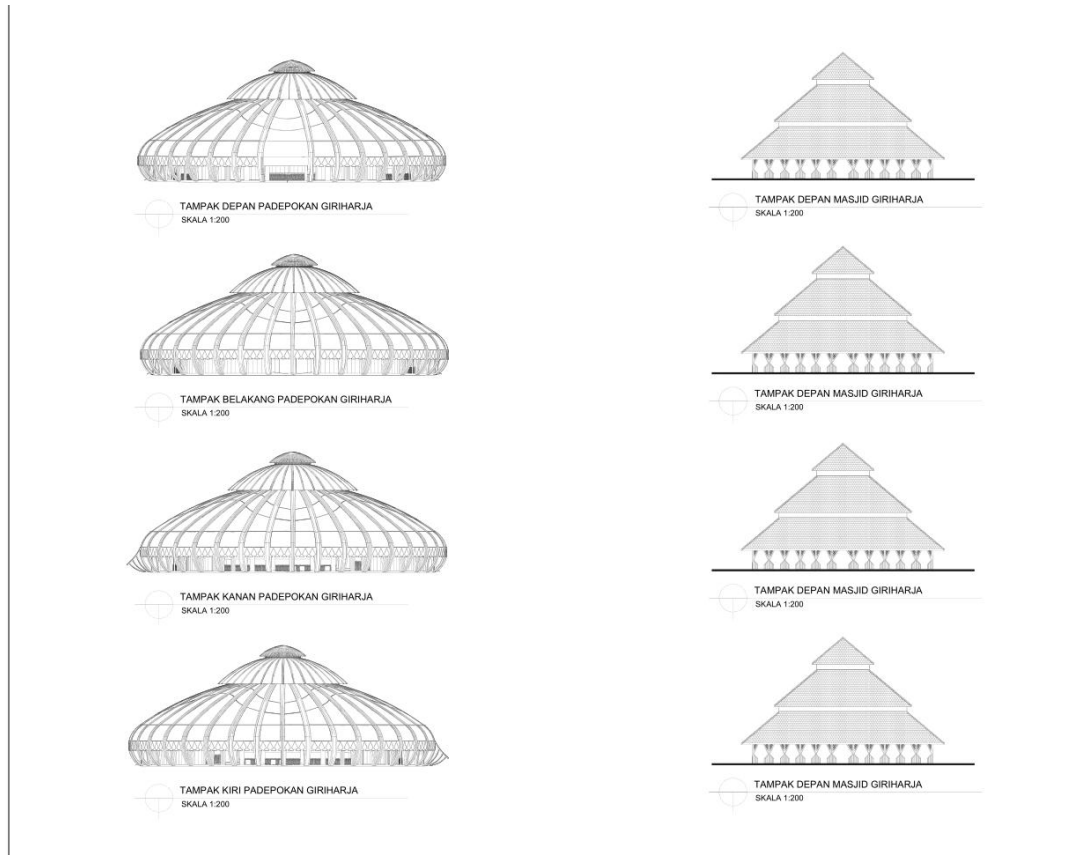 TAMPAK DEPAN PADEPOKAN GIRIHARJA
SKALA 1:200
TAMPAK DEPAN MASJID GIRIHARJA
SKALA 1:200
TAMPAK BELAKANG PADEPOKAN GIRIHARJA
SKALA 1:200
TAMPAK DEPAN MASJID GIRIHARJA
SKALA 1:200
TAMPAK KANAN PADEPOKAN GIRIHARJA
SKALA 1:200
TAMPAK DEPAN MASJID GIRIHARJA
SKALA 1:200
TAMPAK KIRI PADEPOKAN GIRIHARJA
SKALA 1:200
TAMPAK DEPAN MASJID GIRIHARJA
SKALA 1:200